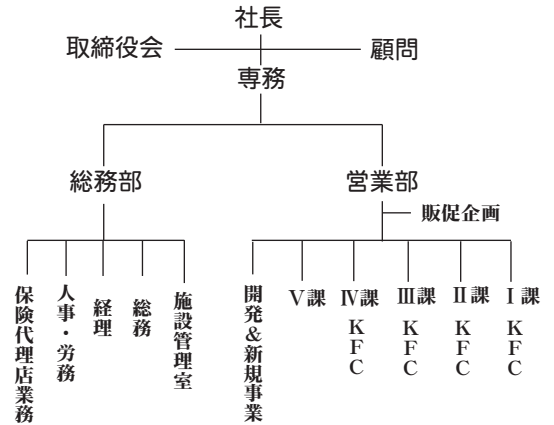 社長
取締役会
顧問
専務
総務部
営業部
販促企画
保険代理店業務
人事・労務
経理
総務
施設管理室
開発＆新規事業
Ⅴ課
Ⅳ課 KFC
Ⅲ課 KFC
Ⅱ課 KFC
Ⅰ課 KFC